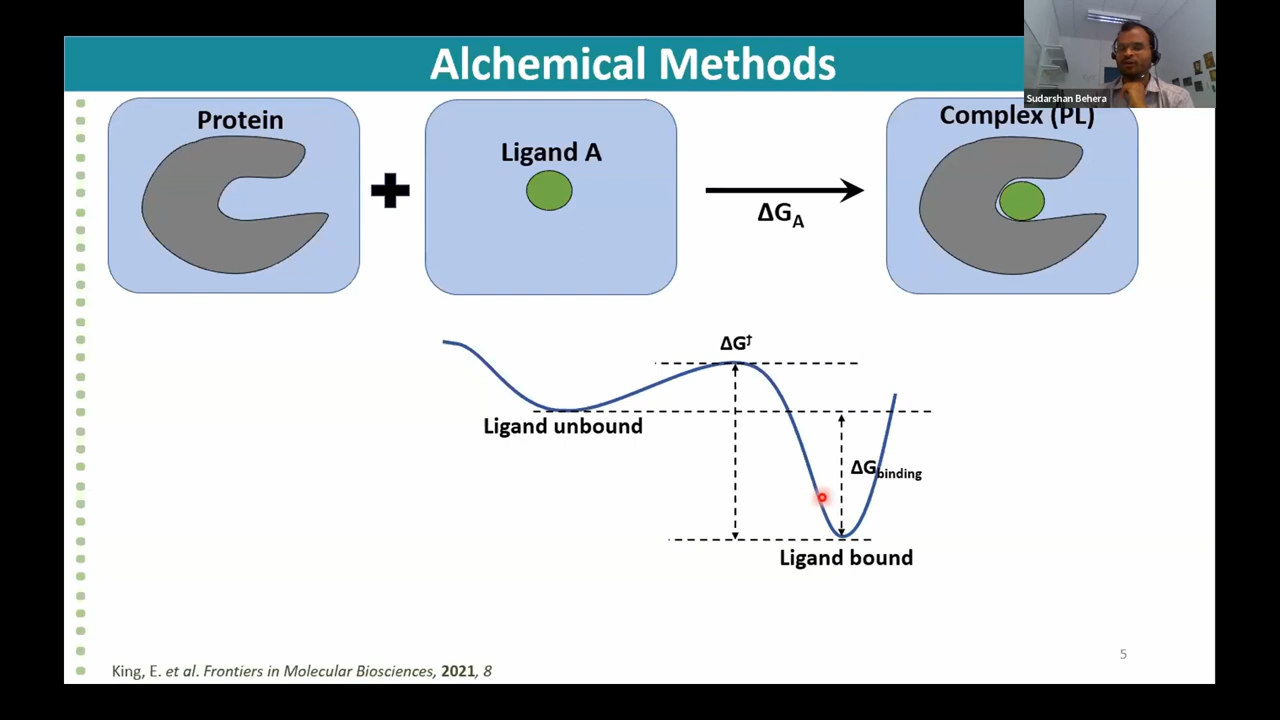 Alchemical Methods
Sudarshan Behera
Protein
Ligand A
ΔG_A
Complex (PL)
ΔG†
Ligand unbound
ΔG_binding
Ligand bound
5
King, E. et al. Frontiers in Molecular Biosciences, 2021, 8